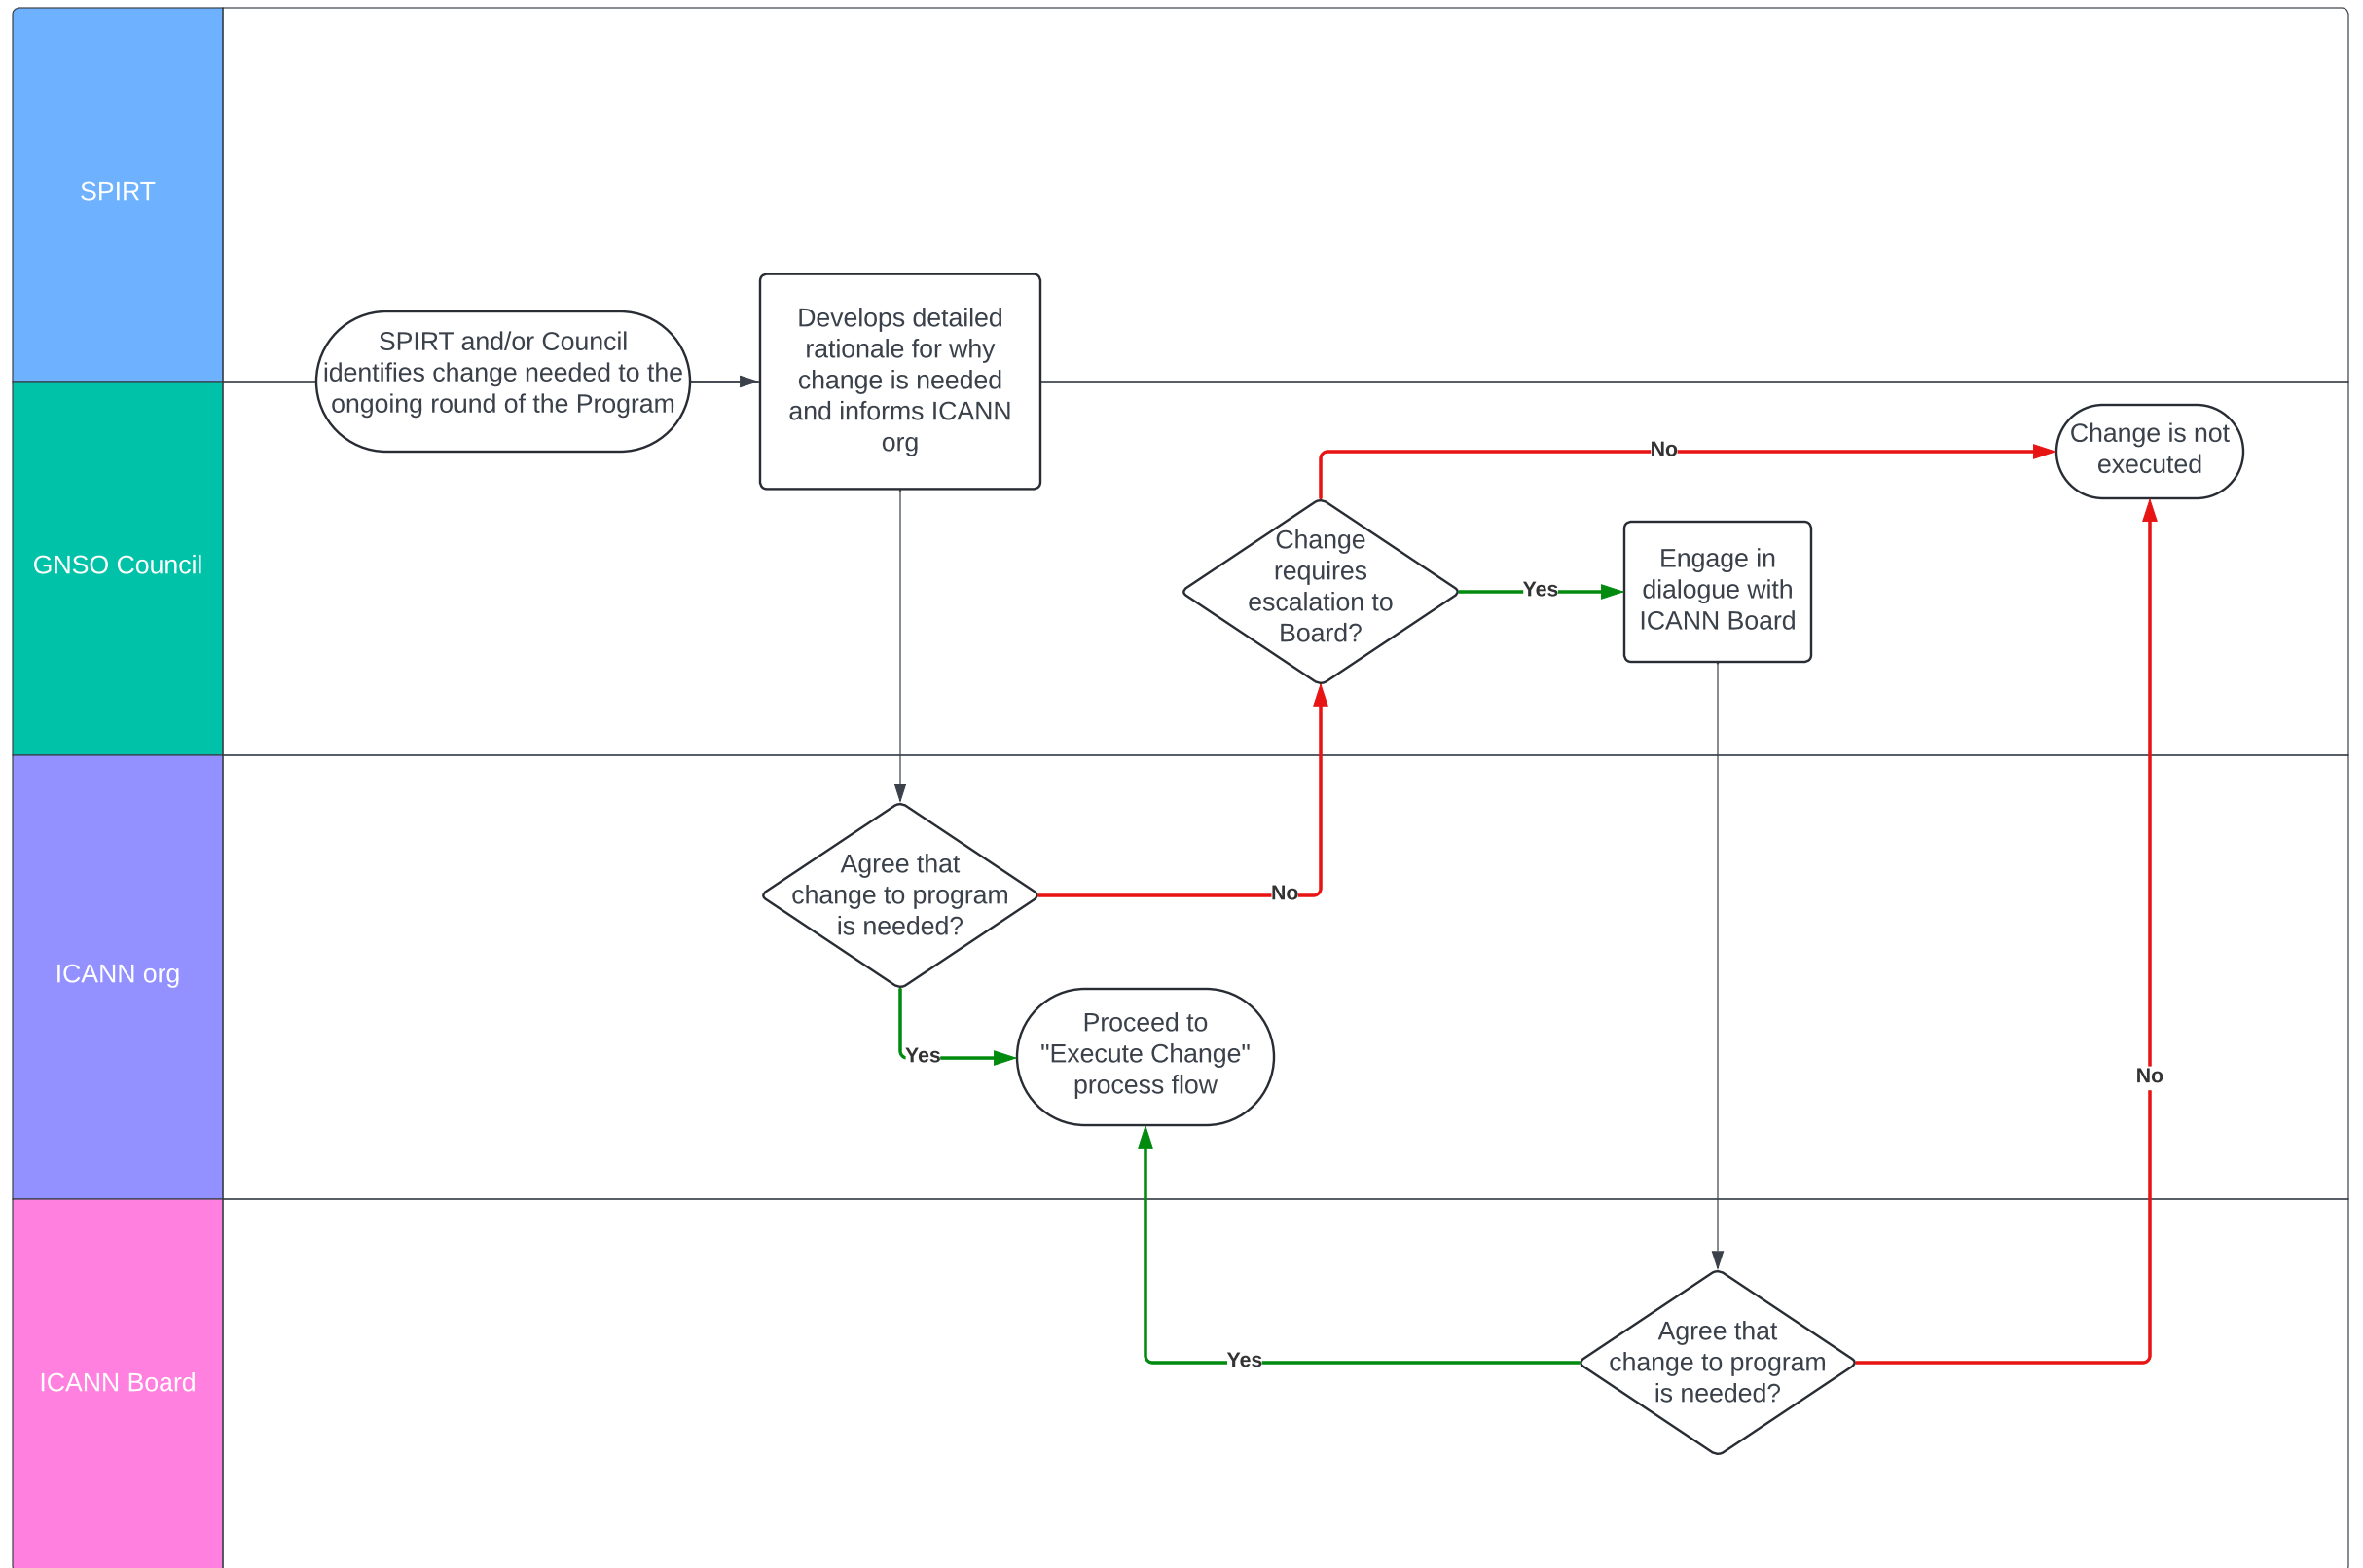 SPIRT
SPIRT and/or Council
identifies change needed to the
ongoing round of the Program
Develops detailed
rationale for why
change is needed
and informs ICANN
org
GNSO Council
Change is not
executed
No
Change
requires
escalation to
Board?
Yes
Engage in
dialogue with
ICANN Board
ICANN org
Agree that
change to program
is needed?
No
Yes
Proceed to
"Execute Change"
process flow
No
ICANN Board
Yes
Agree that
change to program
is needed?